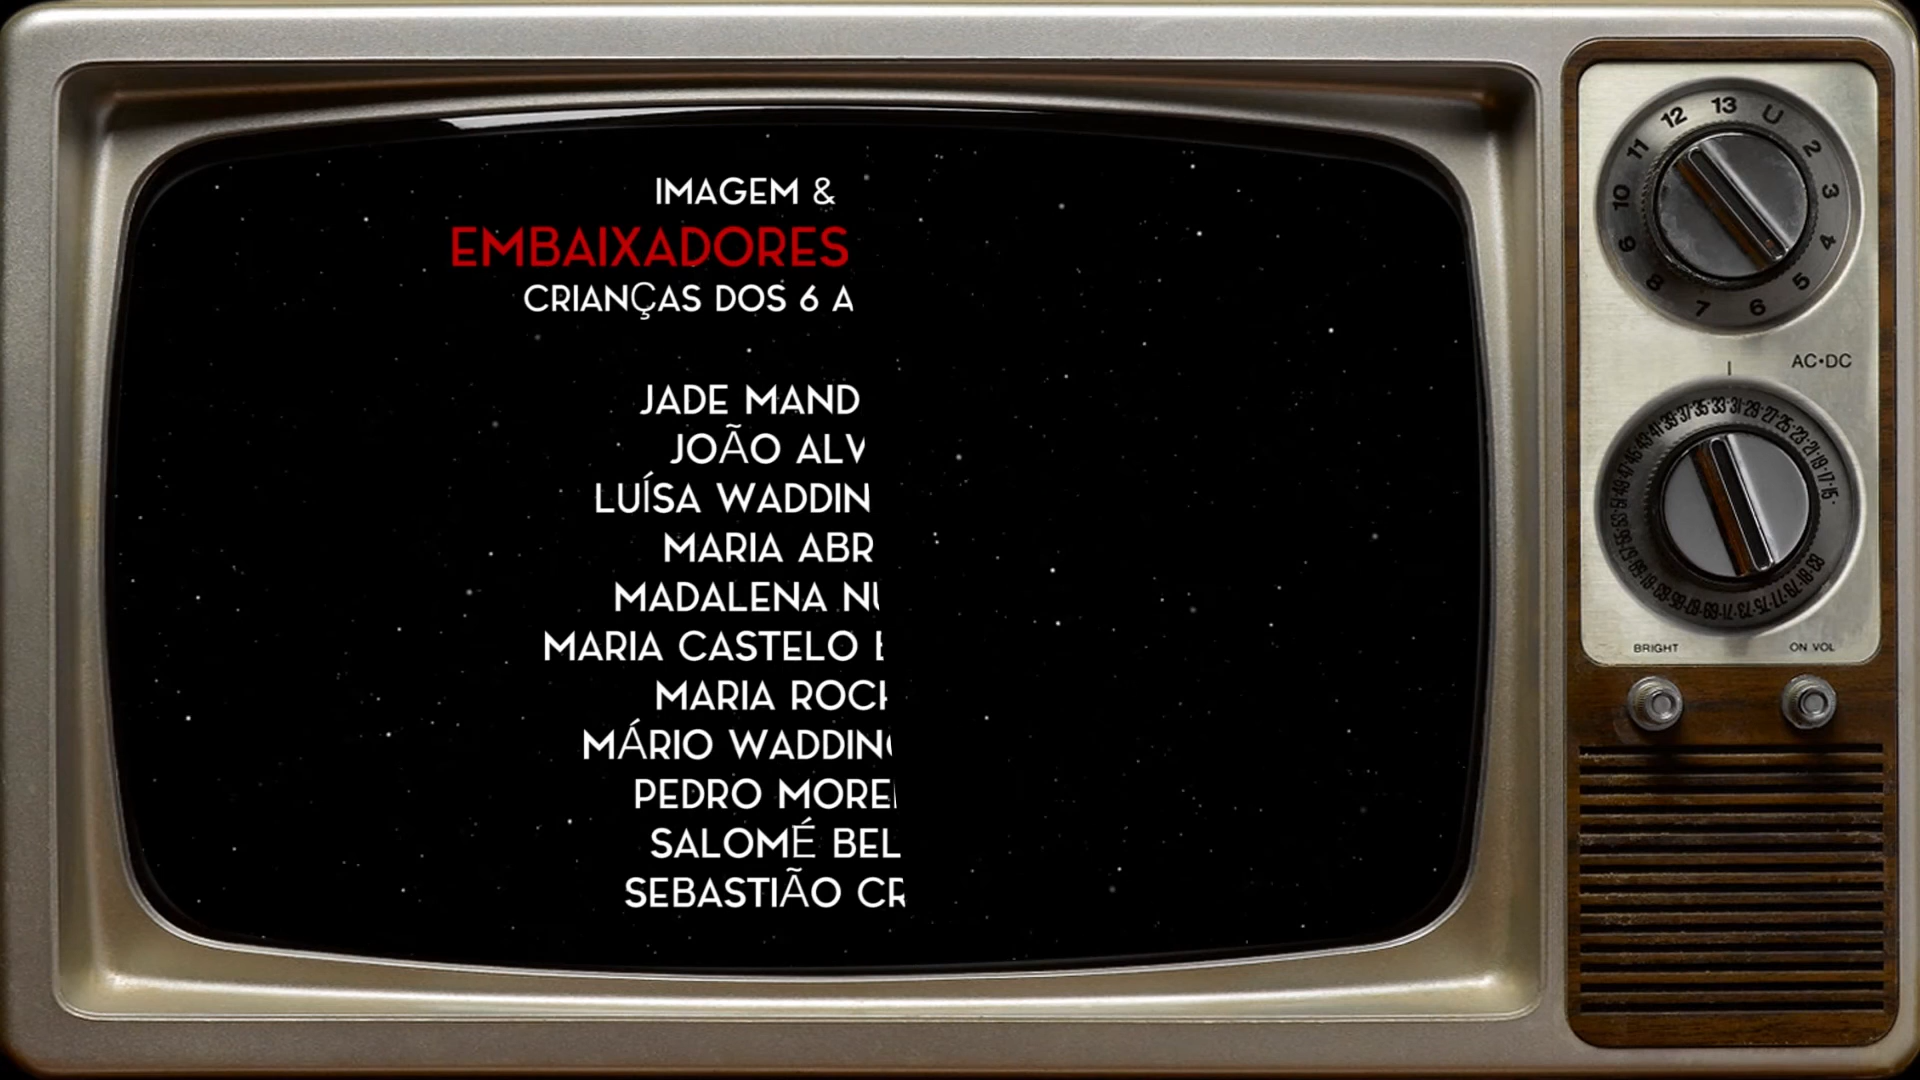 IMAGEM &
EMBAIXADORES
CRIANÇAS DOS 6 A
JADE MAND
JOÃO ALV
LUÍSA WADDIN
MARIA ABR
MADALENA NU
MARIA CASTELO
MARIA ROC
MÁRIO WADDIN
PEDRO MORE
SALOMÉ BEL
SEBASTIÃO CR
12 13 U 2 3 4 5 6 7 8 9 10 11
AC•DC
BRIGHT
ON VOL